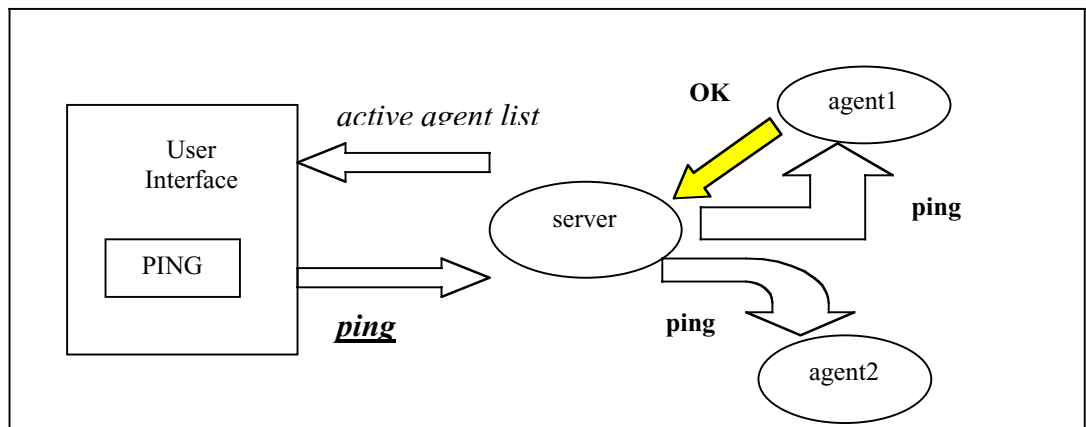 OK
agent1
active agent list
User
Interface
ping
server
PING
ping
ping
agent2